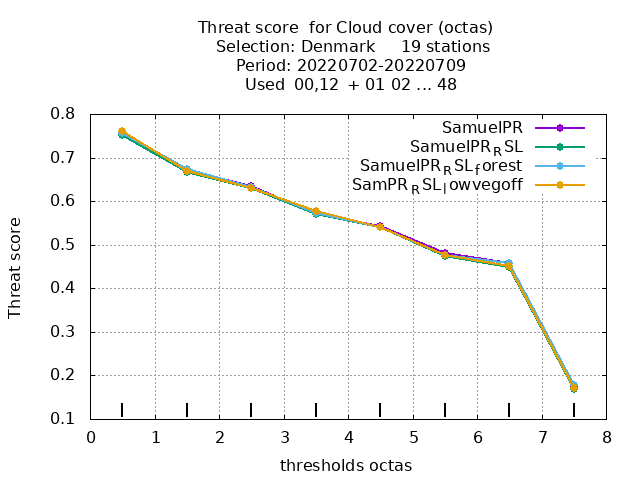 Threat score  for Cloud cover (octas)
Selection: Denmark     19 stations
Period: 20220702-20220709
Used  00,12  + 01 02 ... 48
SamuelPR
SamuelPR_RSL
SamuelPR_RSL_forest
SamPR_RSL_lowvegoff
0.8
0.7
0.6
0.5
0.4
0.3
0.2
0.1
Threat score
0 1 2 3 4 5 6 7 8
thresholds octas